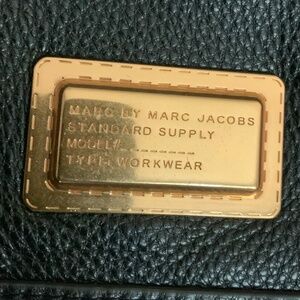 MARC BY MARC JACOBS
STANDARD SUPPLY
MODEL#_ _ _ _ _ _ _
TYPE: WORKWEAR